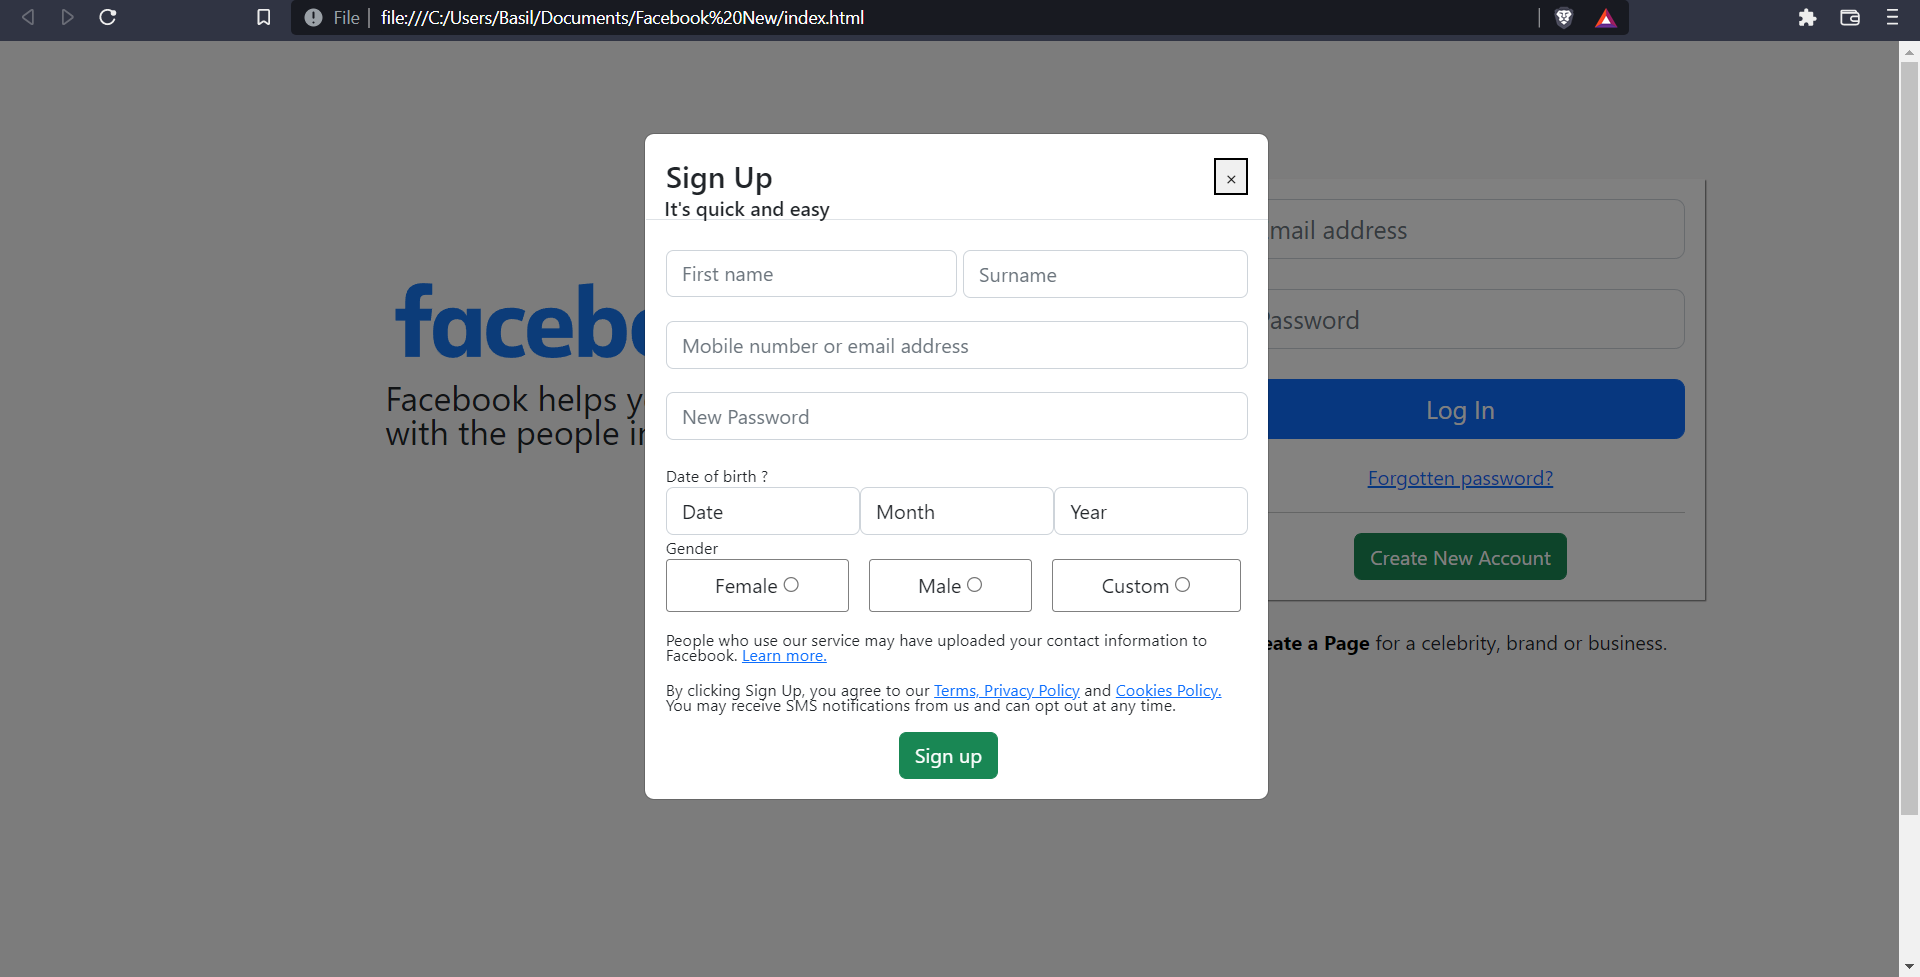 File file:///C:/Users/Basil/Documents/Facebook%20New/index.html
Sign Up
×
It's quick and easy
First name Surname
Mobile number or email address
New Password
Date of birth ?
Date Month Year
Gender
Female Male Custom
People who use our service may have uploaded your contact information to
Facebook. Learn more.
By clicking Sign Up, you agree to our Terms, Privacy Policy and Cookies Policy.
You may receive SMS notifications from us and can opt out at any time.
Sign up
facebo
Facebook helps y
with the people in
mail address
Password
Log In
Forgotten password?
Create New Account
eate a Page for a celebrity, brand or business.